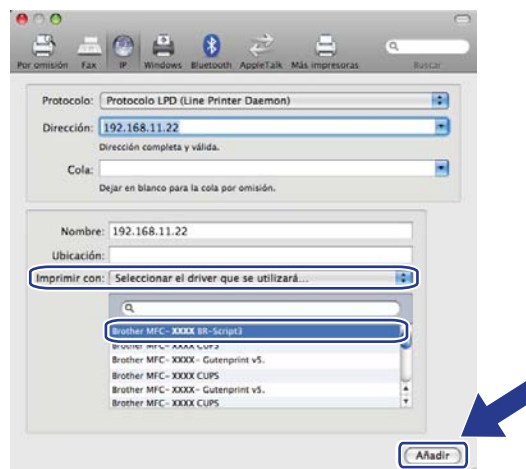 Por omisión Fax IP Windows Bluetooth AppleTalk Más impresoras Buscar
Protocolo: Protocolo LPD (Line Printer Daemon)
Dirección: 192.168.11.22
Dirección completa y válida.
Cola:
Dejar en blanco para la cola por omisión.
Nombre: 192.168.11.22
Ubicación:
Imprimir con: Seleccionar el driver que se utilizará...
Brother MFC-XXXX BR-Script3
Brother MFC-XXXX CUPS
Brother MFC-XXXX- Gutenprint v5.
Brother MFC-XXXX CUPS
Brother MFC-XXXX- Gutenprint v5.
Brother MFC-XXXX CUPS
Añadir